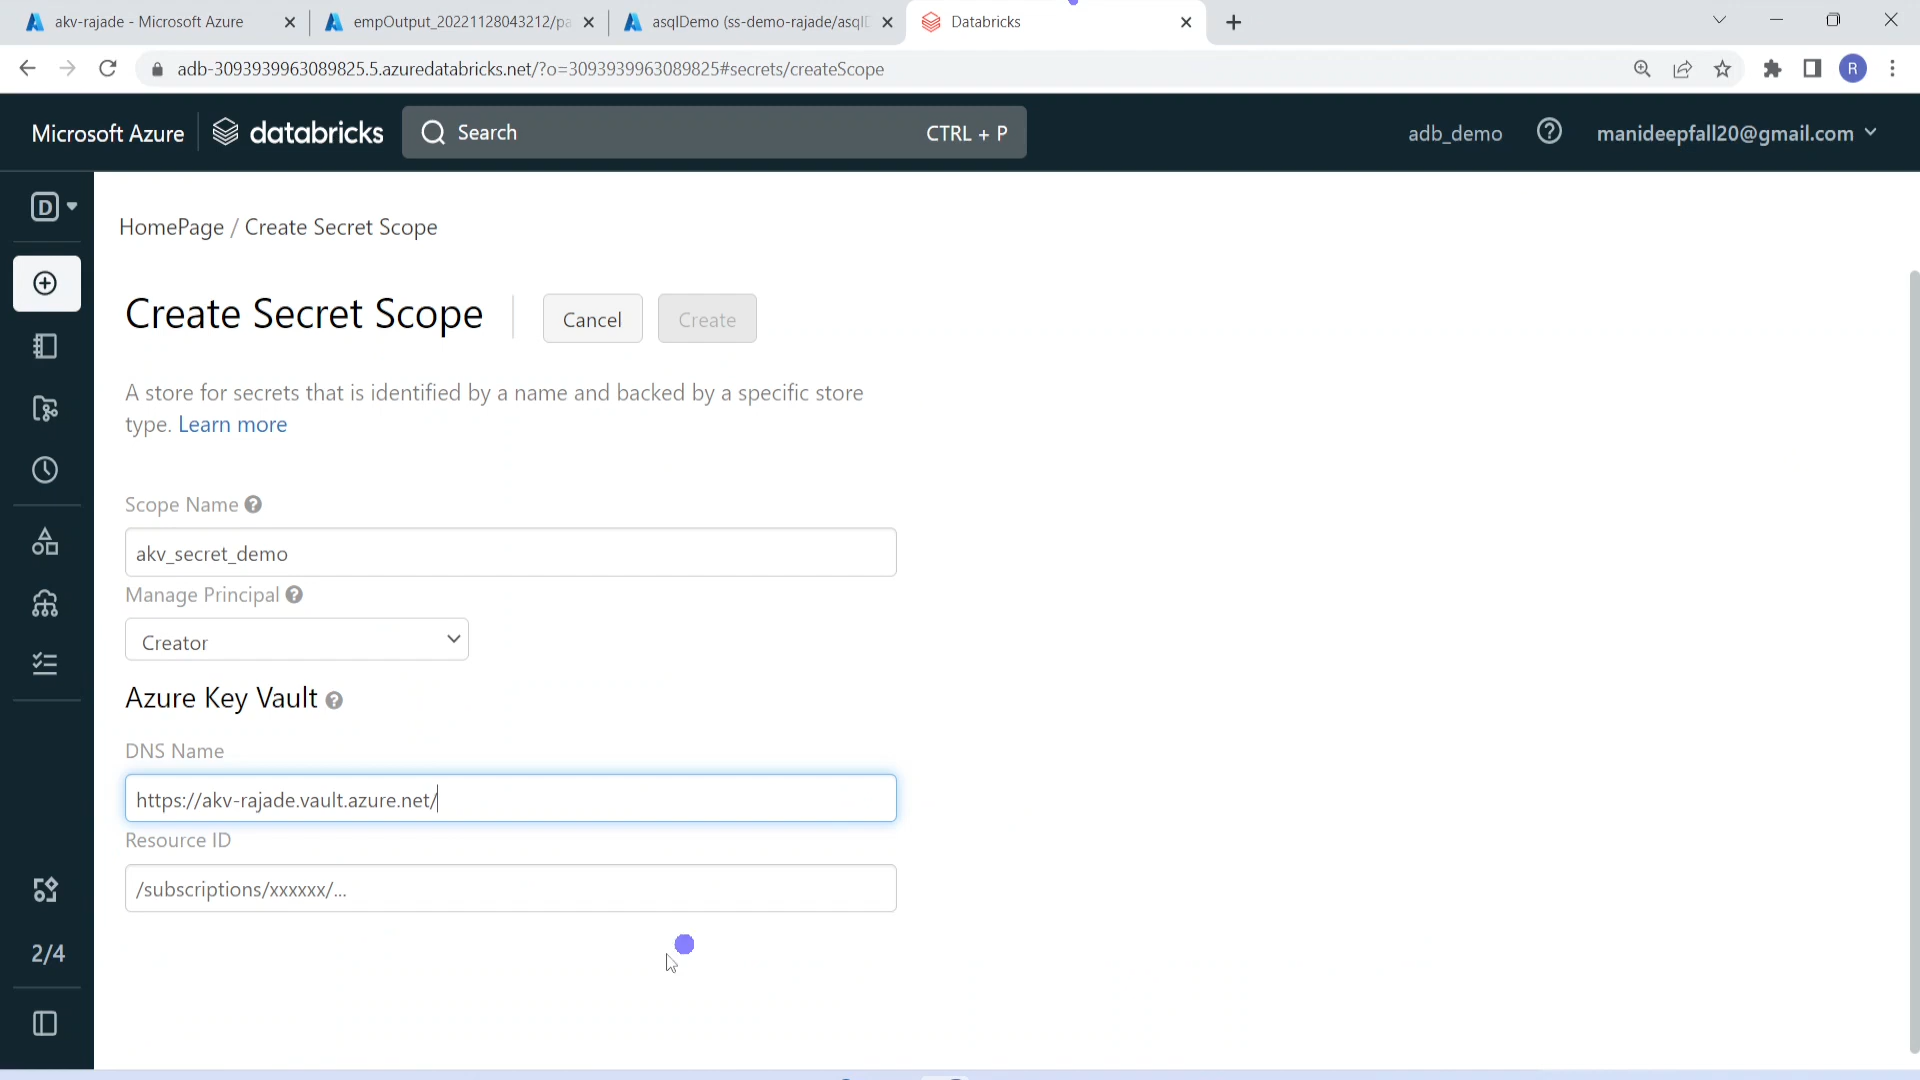 akv-rajade - Microsoft Azure
empOutput_20221128043212/pa
asqlDemo (ss-demo-rajade/asqlD
Databricks
adb-3093939963089825.5.azuredatabricks.net/?o=3093939963089825#secrets/createScope
R
Microsoft Azure
databricks
Search
CTRL + P
adb_demo
manideepfall20@gmail.com
D
HomePage / Create Secret Scope
Create Secret Scope
Cancel
Create
A store for secrets that is identified by a name and backed by a specific store
type. Learn more
Scope Name
akv_secret_demo
Manage Principal
Creator
Azure Key Vault
DNS Name
https://akv-rajade.vault.azure.net/
Resource ID
/subscriptions/xxxxxx/...
2/4